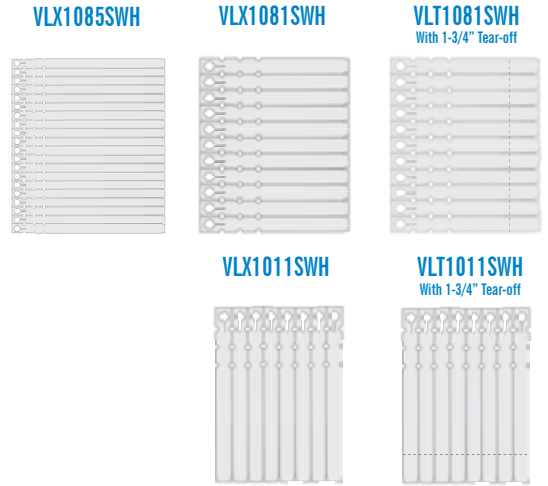 VLX1085SWH
VLX1081SWH
VLT1081SWH
With 1-3/4” Tear-off
VLX1011SWH
VLT1011SWH
With 1-3/4” Tear-off